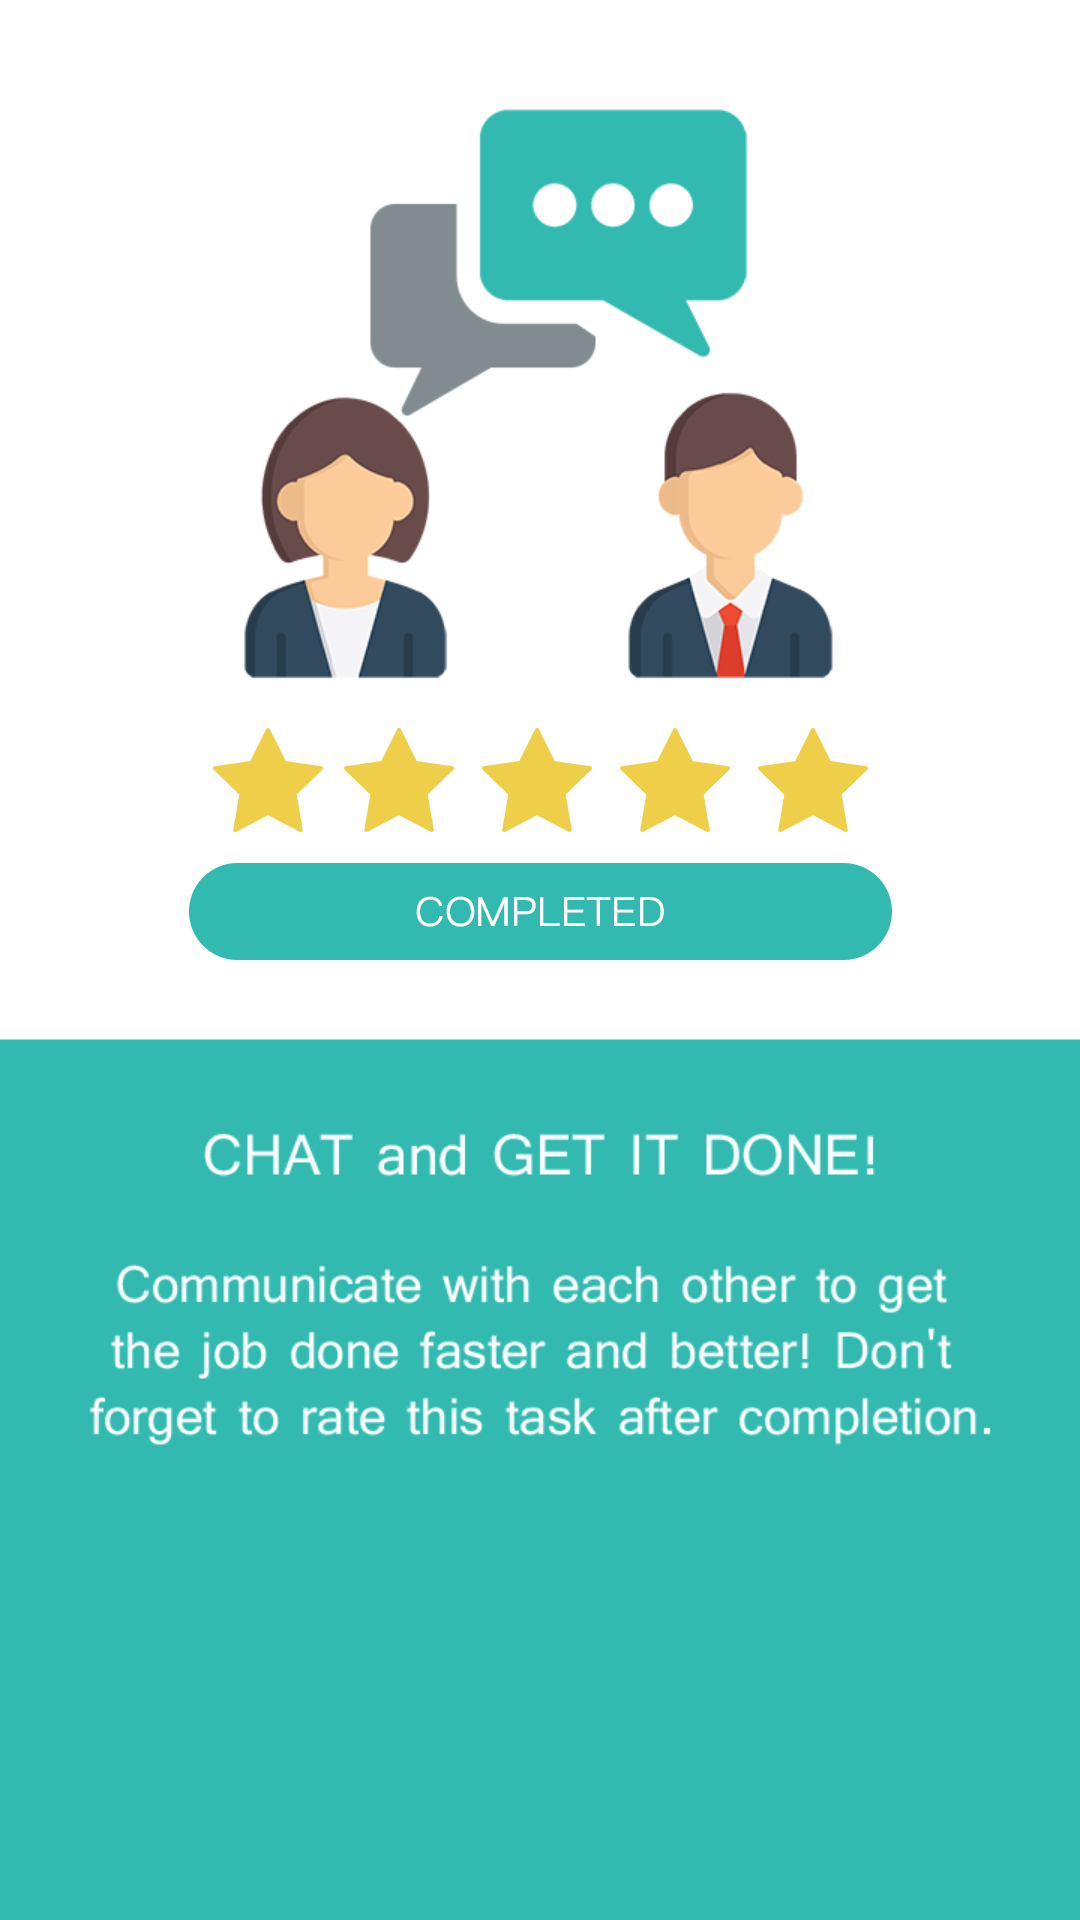 COMPLETED
CHAT and GET IT DONE!
Communicate with each other to get
the job done faster and better! Don't
forget to rate this task after completion.